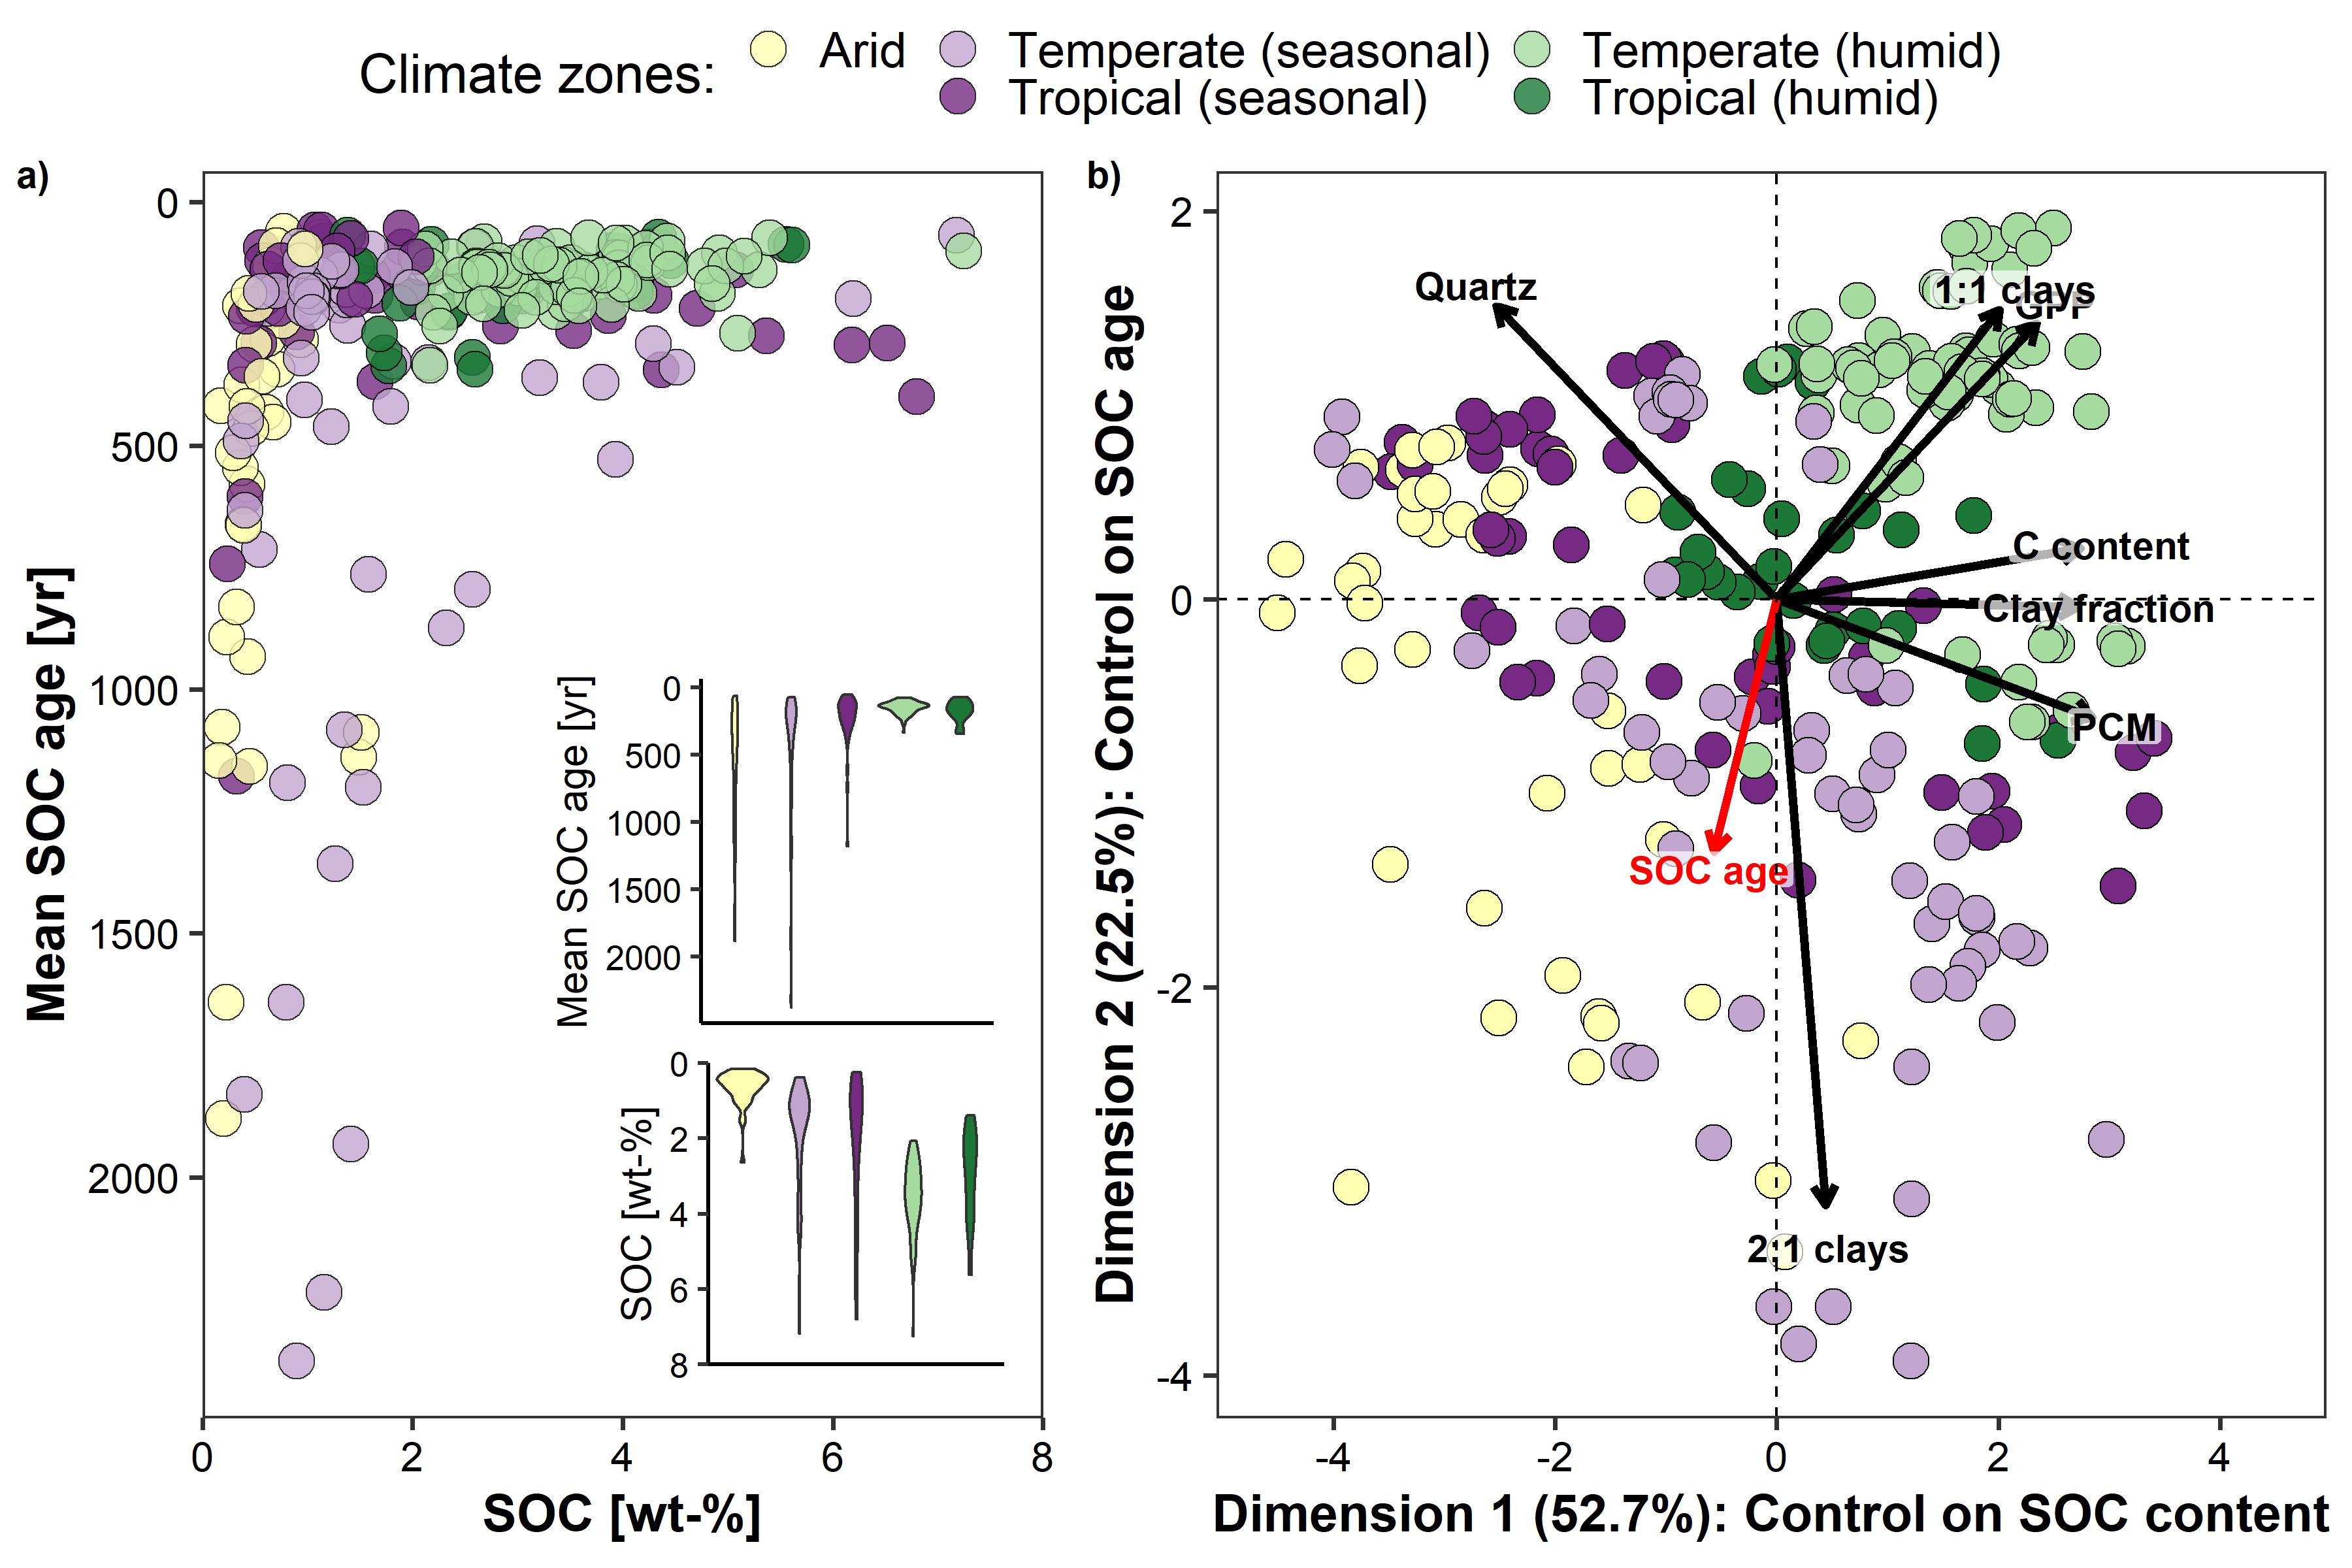 Climate zones:
Arid
Temperate (seasonal)
Temperate (humid)
Tropical (seasonal)
Tropical (humid)
a)
Mean SOC age [yr]
0
500
1000
1500
2000
0
2
4
6
8
SOC [wt-%]
Mean SOC age [yr]
0
500
1000
1500
2000
SOC [wt-%]
0
2
4
6
8
b)
Dimension 2 (22.5%): Control on SOC age
2
0
-2
-4
Quartz
1:1 clays
GPP
C content
Clay fraction
PCM
SOC age
2:1 clays
-4
-2
0
2
4
Dimension 1 (52.7%): Control on SOC content